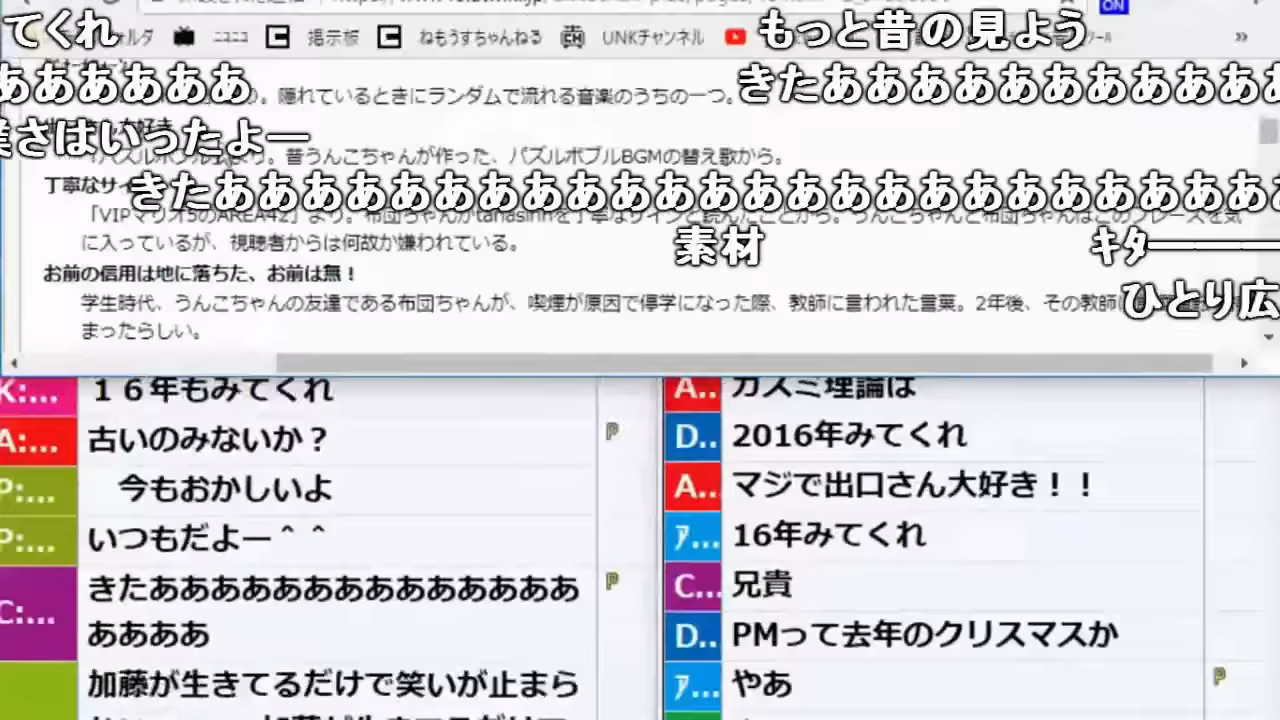 てくれ
もっと昔の見よう
ニコニコ
掲示板
ねもうすちゃんねる
UNKチャンネル
»
ああああああ
隠れているときにランダムで流れる音楽のうちの一つ。
きたあああああああああああ
さはいったよー
昔うんこちゃんが作った、パズルボブルBGMの替え歌から。
丁寧なサイン
きたああああああああああああああああああああああああ
「VIPマリオ5のAREA42」より。布団ちゃんがtanasinnを丁寧なサインと読んだことから。うんこちゃんと布団ちゃんはこのフレーズを気
に入っているが、視聴者からは何故か嫌われている。
素材
ｷﾀ————
お前の信用は地に落ちた、お前は無！
学生時代、うんこちゃんの友達である布団ちゃんが、喫煙が原因で停学になった際、教師に言われた言葉。2年後、その教師
ひとり広
まったらしい。
K:...
１６年もみてくれ
A:...
古いのみないか？
P:...
今もおかしいよ
P:...
いつもだよー＾＾
C:...
きたああああああああああああああ
ああああ
加藤が生きてるだけで笑いが止まら
A..
カスミ理論は
D..
2016年みてくれ
A..
マジで出口さん大好き！！
ｱ...
16年みてくれ
C...
兄貴
D..
PMって去年のクリスマスか
ｱ...
やあ